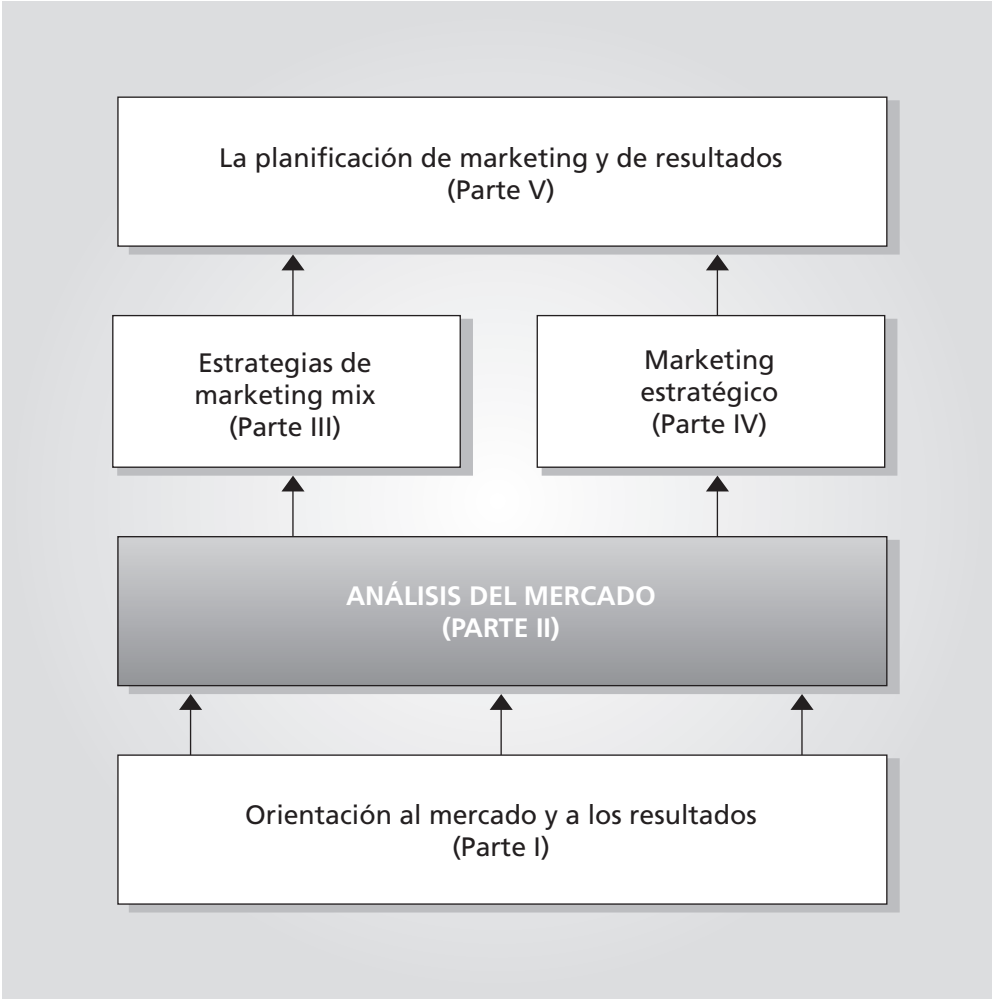 La planificación de marketing y de resultados
(Parte V)
Estrategias de
marketing mix
(Parte III)
Marketing
estratégico
(Parte IV)
ANÁLISIS DEL MERCADO
(PARTE II)
Orientación al mercado y a los resultados
(Parte I)